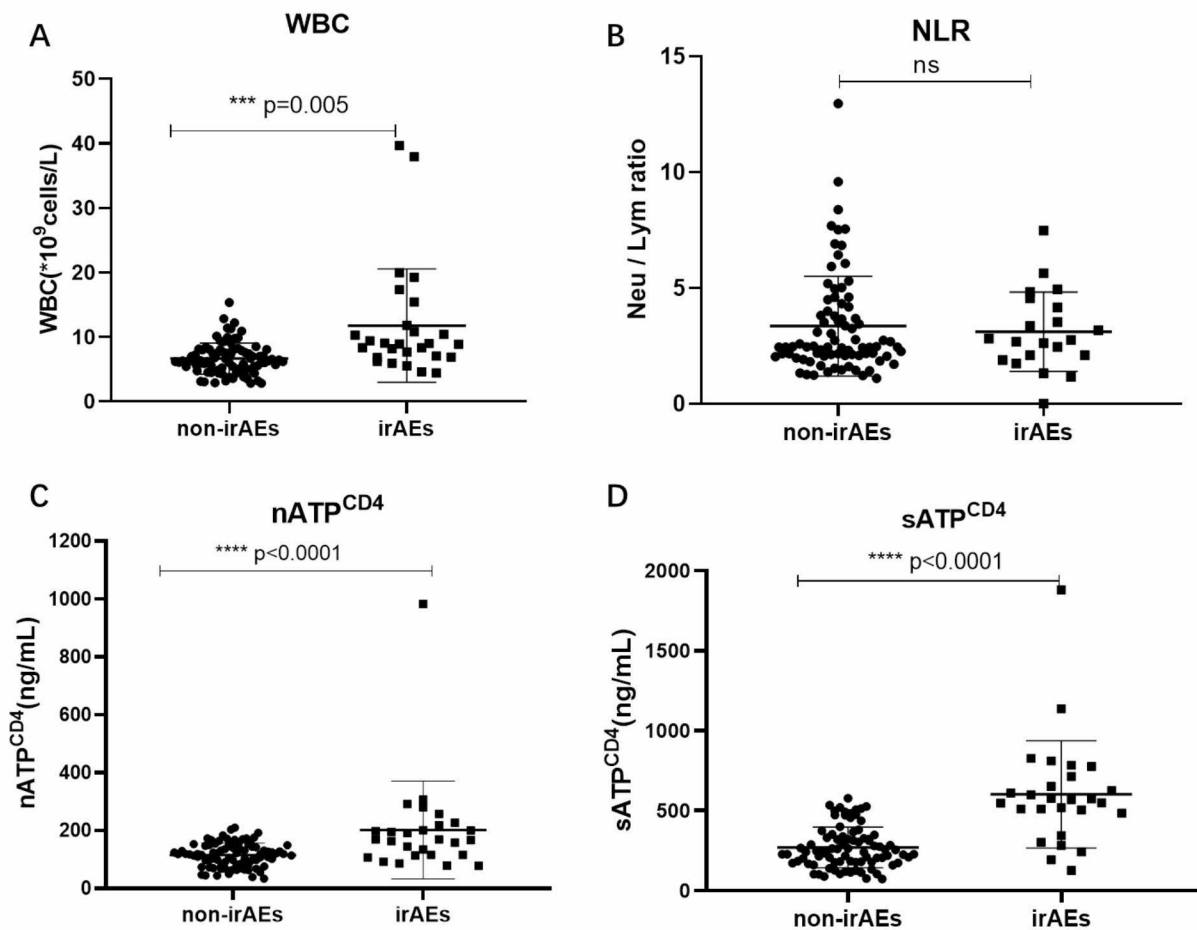 A
WBC
*** p=0.005
WBC(*10⁹cells/L)
50
40
30
20
10
0
non-irAEs
irAEs
B
NLR
ns
Neu / Lym ratio
15
10
5
0
non-irAEs
irAEs
C
nATP^CD4
**** p<0.0001
nATP^CD4(ng/mL)
1200
1000
800
600
400
200
0
non-irAEs
irAEs
D
sATP^CD4
**** p<0.0001
sATP^CD4(ng/mL)
2000
1500
1000
500
0
non-irAEs
irAEs